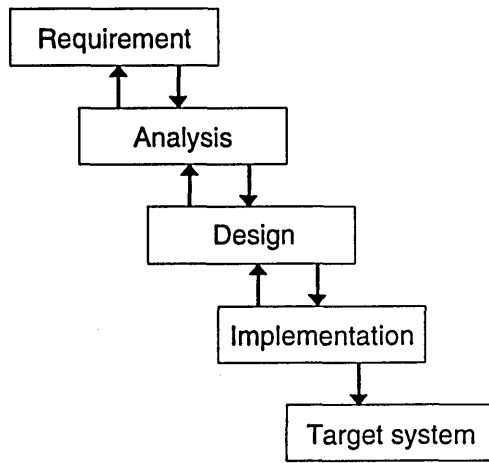 Requirement
Analysis
Design
Implementation
Target system